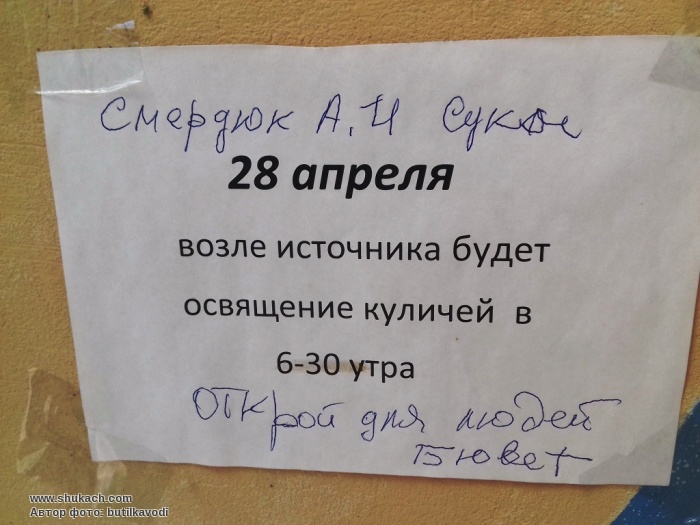 Смердюк А.И Сукое
28 апреля
возле источника будет
освящение куличей в
6-30 утра
Открой для людей
Бювет
www.shukach.com
Автор фото: butilkavodi